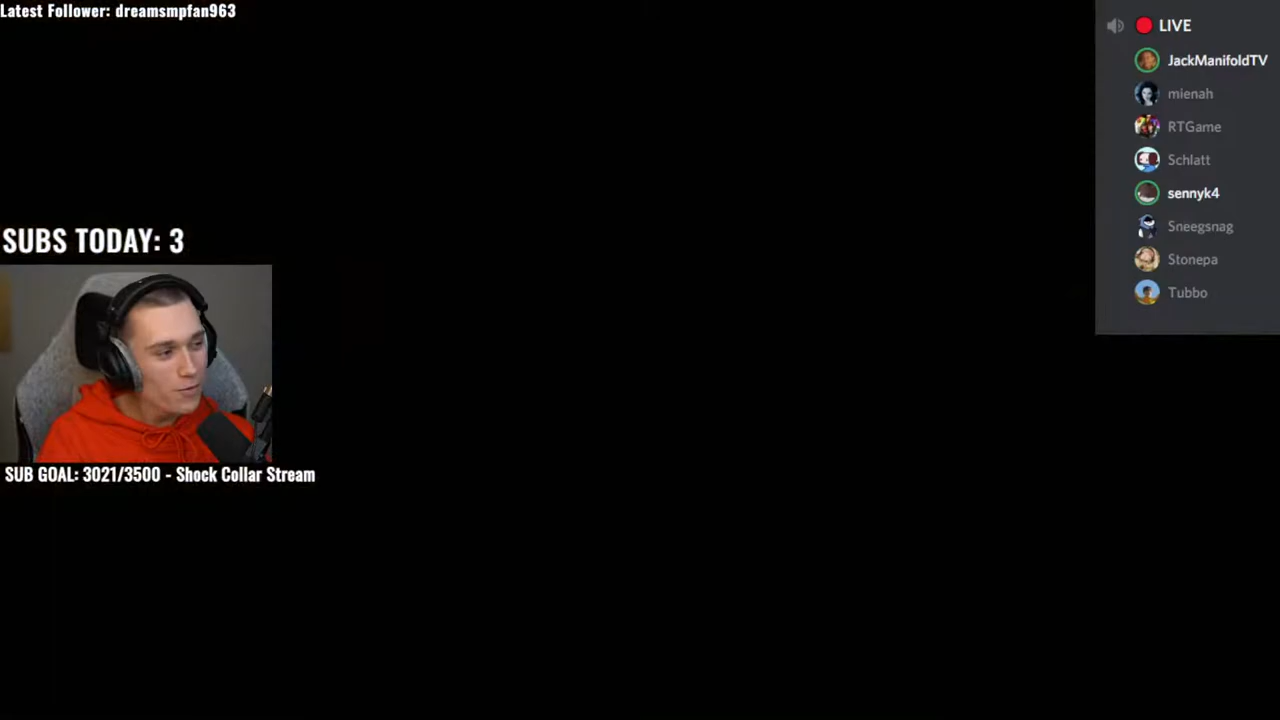 Latest Follower: dreamsmpfan963
LIVE
JackManifoldTV
mienah
RTGame
Schlatt
sennyk4
Sneegsnag
Stonepa
Tubbo
SUBS TODAY: 3
SUB GOAL: 3021/3500 - Shock Collar Stream